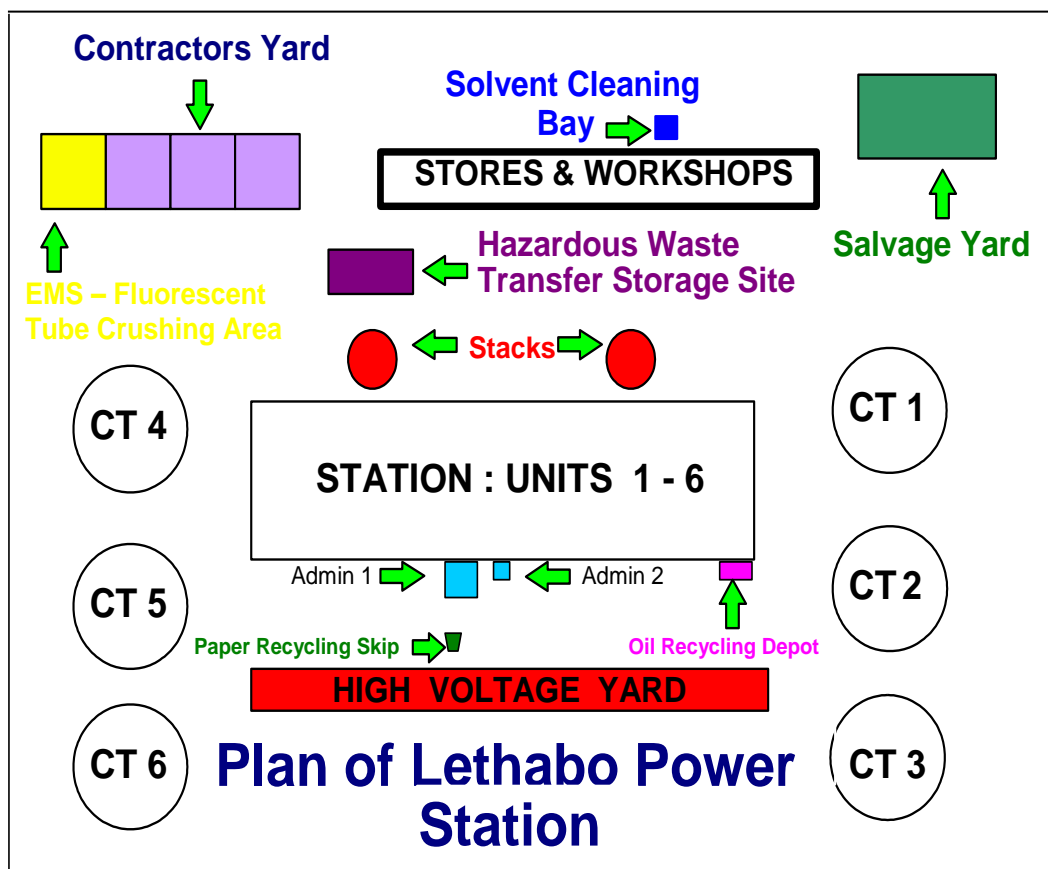 Contractors Yard
Solvent Cleaning
Bay
STORES & WORKSHOPS
Salvage Yard
Hazardous Waste
Transfer Storage Site
EMS – Fluorescent
Tube Crushing Area
Stacks
CT 4
CT 1
STATION : UNITS 1 - 6
Admin 1
Admin 2
CT 5
CT 2
Paper Recycling Skip
Oil Recycling Depot
HIGH VOLTAGE YARD
CT 6
CT 3
Plan of Lethabo Power
Station